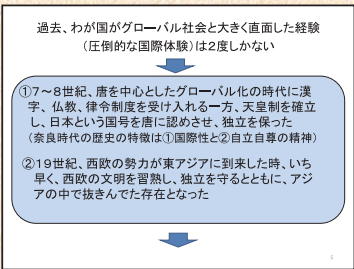 過去、わが国がグローバル社会と大きく直面した経験
（圧倒的な国際体験）は2度しかない
①7～8世紀、唐を中心としたグローバル化の時代に漢
字、仏教、律令制度を受け入れる一方、天皇制を確立
し、日本という国号を唐に認めさせ、独立を保った
（奈良時代の歴史の特徴は①国際性と②自立自尊の精神）
②19世紀、西欧の勢力が東アジアに到来した時、いち
早く、西欧の文明を習熟し、独立を守るとともに、アジ
アの中で抜きんでた存在となった